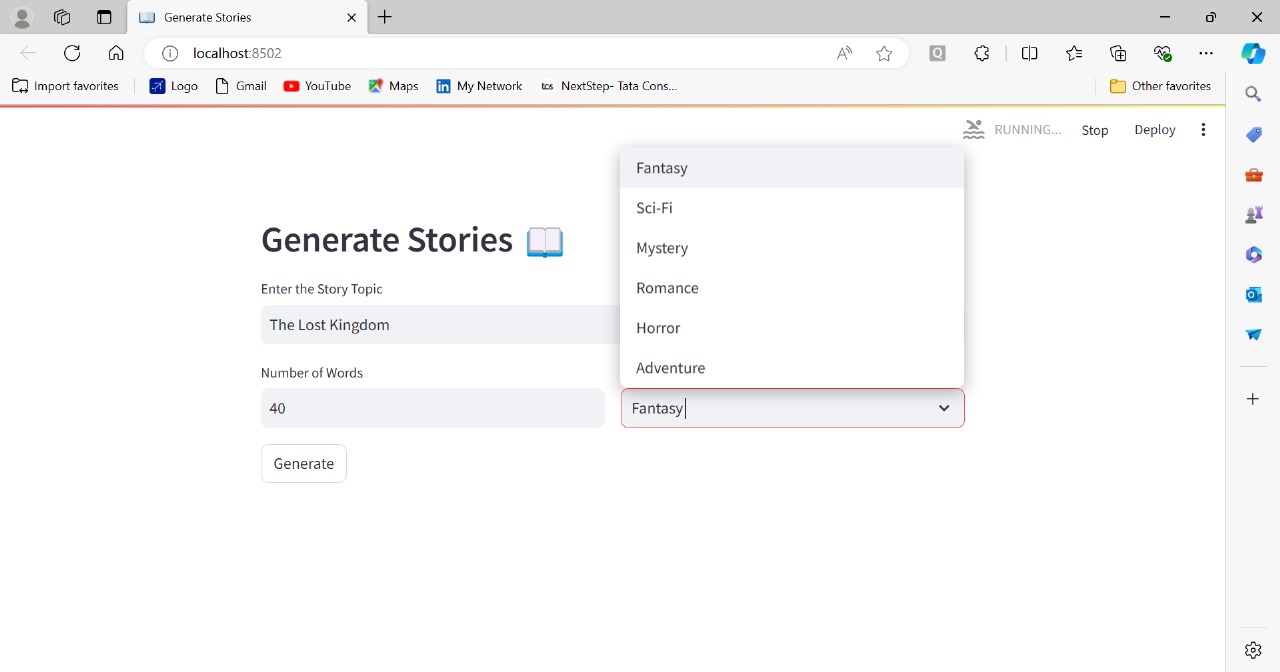 Generate Stories
localhost:8502
Import favorites
Logo
Gmail
YouTube
Maps
My Network
tcs
NextStep- Tata Cons...
Other favorites
RUNNING...
Stop
Deploy
Generate Stories
Enter the Story Topic
The Lost Kingdom
Number of Words
40
Fantasy
Sci-Fi
Mystery
Romance
Horror
Adventure
Fantasy
Generate